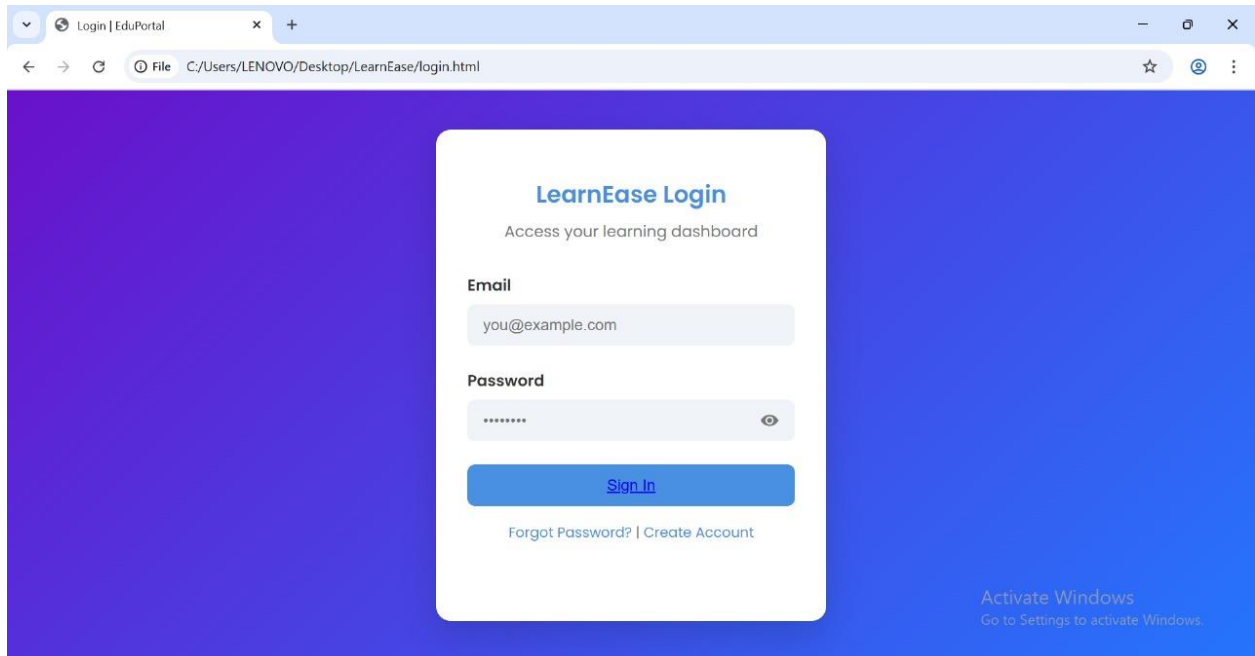 Login | EduPortal
File C:/Users/LENOVO/Desktop/LearnEase/login.html
LearnEase Login
Access your learning dashboard
Email
you@example.com
Password
••••••••
Sign In
Forgot Password? | Create Account
Activate Windows
Go to Settings to activate Windows.